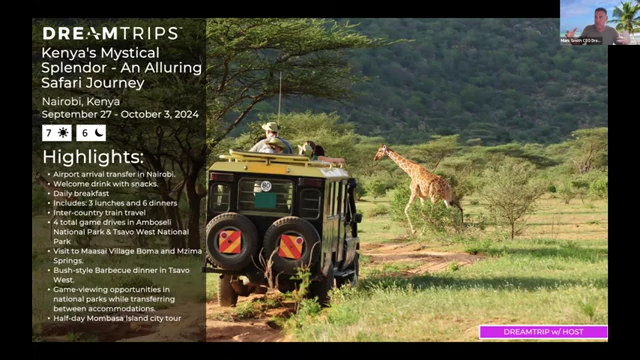 DREAMTRIPS
Kenya's Mystical
Splendor - An Alluring
Safari Journey
Nairobi, Kenya
September 27 - October 3, 2024
7 6
Highlights:
• Airport arrival transfer in Nairobi.
• Welcome drink with snacks.
• Daily breakfast
• Includes: 3 lunches and 6 dinners
• Inter-country train travel
• 4 total game drives in Amboseli
National Park & Tsavo West National
Park
• Visit to Maasai Village Boma and Mzima
Springs.
• Bush-style Barbecue dinner in Tsavo
West.
• Game-viewing opportunities in
national parks while transferring
between accommodations.
• Half-day Mombasa Island city tour
DREAMTRIP w/ HOST
80